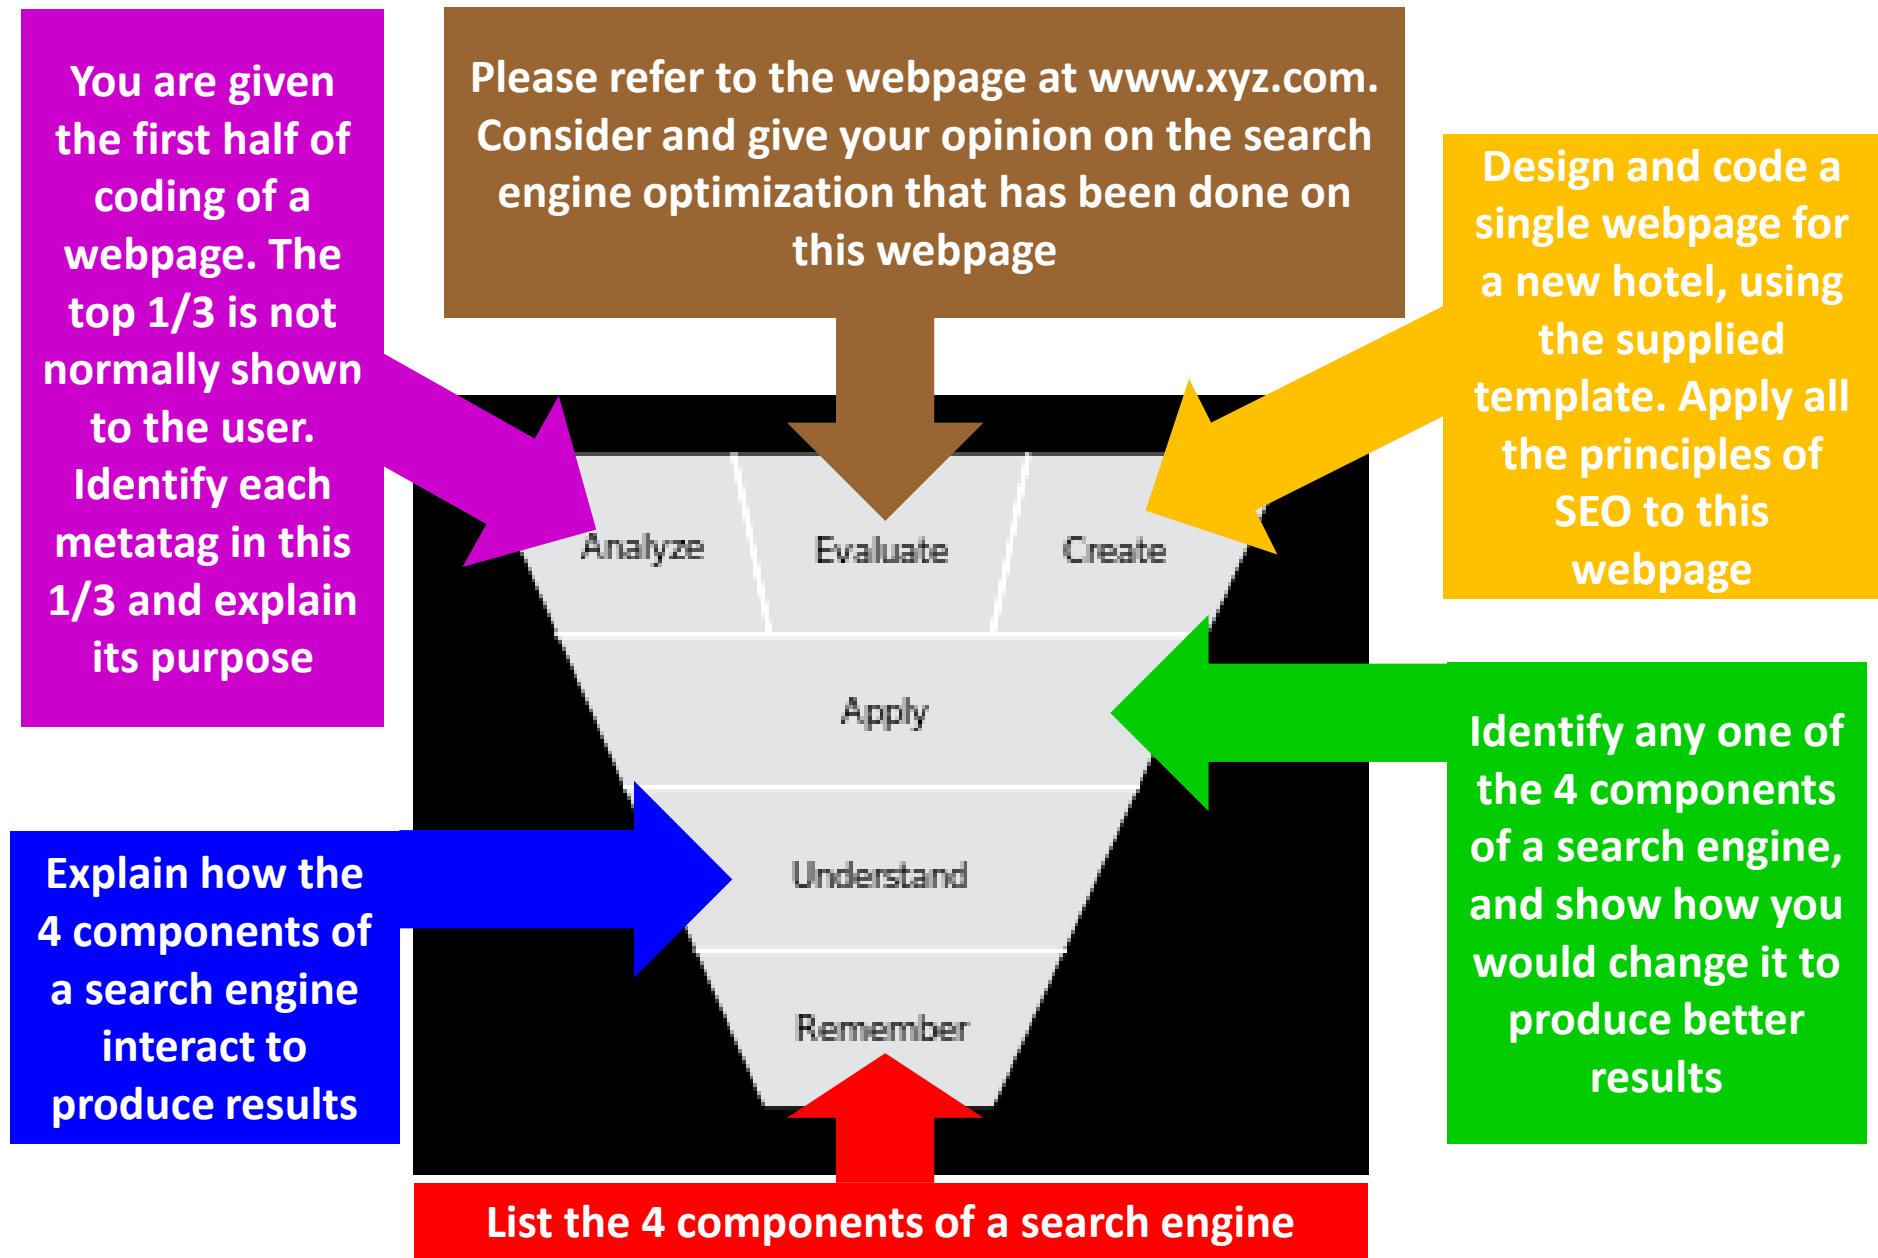 You are given
the first half of
coding of a
webpage. The
top 1/3 is not
normally shown
to the user.
Identify each
metatag in this
1/3 and explain
its purpose
Please refer to the webpage at www.xyz.com.
Consider and give your opinion on the search
engine optimization that has been done on
this webpage
Design and code a
single webpage for
a new hotel, using
the supplied
template. Apply all
the principles of
SEO to this
webpage
Analyze
Evaluate
Create
Apply
Understand
Remember
Identify any one of
the 4 components
of a search engine,
and show how you
would change it to
produce better
results
Explain how the
4 components of
a search engine
interact to
produce results
List the 4 components of a search engine